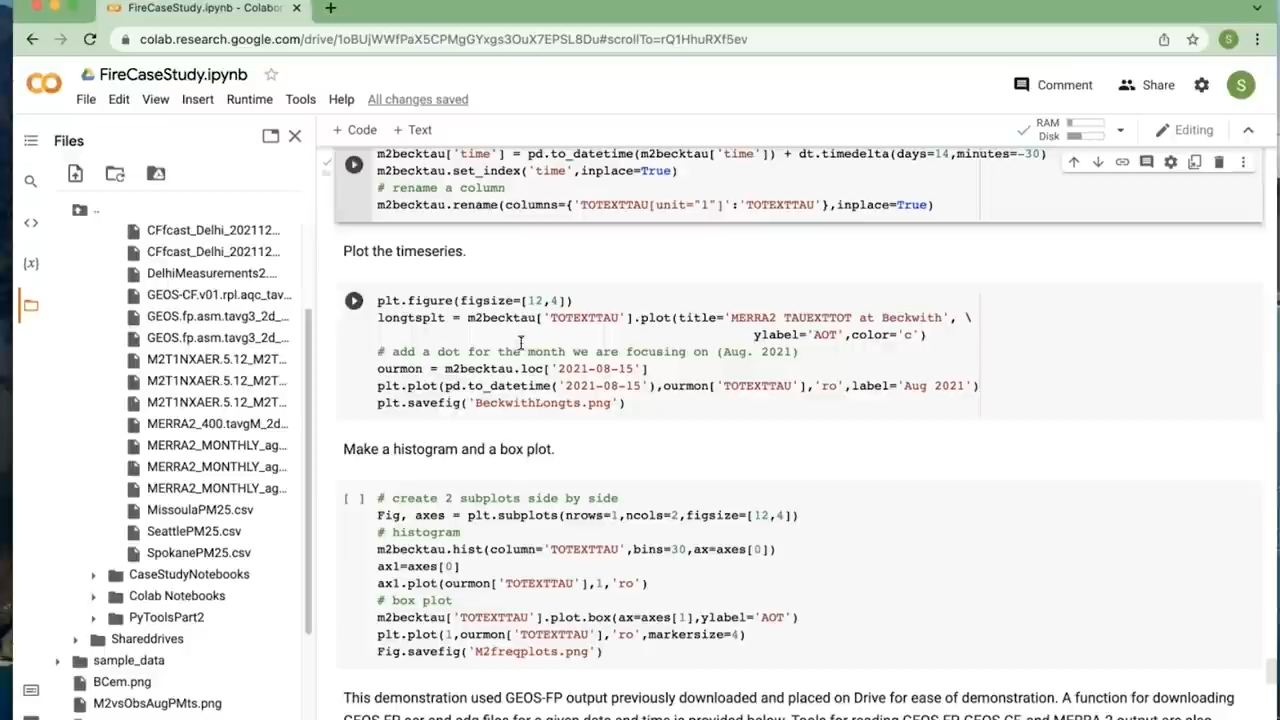 FireCaseStudy.ipynb - Colabor
colab.research.google.com/drive/1oBUjWWfPaX5CPMgGYxgs3OuX7EPSL8Du#scrollTo=rQ1HhuRXf5ev
S
FireCaseStudy.ipynb
Comment
Share
S
File Edit View Insert Runtime Tools Help All changes saved
Files
+ Code + Text
RAM
Disk
Editing
..
CFfcast_Delhi_202112...
CFfcast_Delhi_202112...
DelhiMeasurements2....
GEOS-CF.v01.rpl.aqc_tav...
GEOS.fp.asm.tavg3_2d_...
GEOS.fp.asm.tavg3_2d_...
M2T1NXAER.5.12_M2T...
M2T1NXAER.5.12_M2T...
M2T1NXAER.5.12_M2T...
MERRA2_400.tavgM_2d...
MERRA2_MONTHLY_ag...
MERRA2_MONTHLY_ag...
MERRA2_MONTHLY_ag...
MissoulaPM25.csv
SeattlePM25.csv
SpokanePM25.csv
CaseStudyNotebooks
Colab Notebooks
PyToolsPart2
Shareddrives
sample_data
BCem.png
M2vsObsAugPMts.png
m2becktau['time'] = pd.to_datetime(m2becktau['time']) + dt.timedelta(days=14,minutes=-30)
m2becktau.set_index('time',inplace=True)
# rename a column
m2becktau.rename(columns={'TOTEXTTAU[unit="1"]':'TOTEXTTAU'},inplace=True)
Plot the timeseries.
plt.figure(figsize=[12,4])
longtsplt = m2becktau['TOTEXTTAU'].plot(title='MERRA2 TAUEXTTOT at Beckwith', \
ylabel='AOT',color='c')
# add a dot for the month we are focusing on (Aug. 2021)
ourmon = m2becktau.loc['2021-08-15']
plt.plot(pd.to_datetime('2021-08-15'),ourmon['TOTEXTTAU'],'ro',label='Aug 2021')
plt.savefig('BeckwithLongts.png')
Make a histogram and a box plot.
[ ] # create 2 subplots side by side
Fig, axes = plt.subplots(nrows=1,ncols=2,figsize=[12,4])
# histogram
m2becktau.hist(column='TOTEXTTAU',bins=30,ax=axes[0])
ax1=axes[0]
ax1.plot(ourmon['TOTEXTTAU'],1,'ro')
# box plot
m2becktau['TOTEXTTAU'].plot.box(ax=axes[1],ylabel='AOT')
plt.plot(1,ourmon['TOTEXTTAU'],'ro',markersize=4)
Fig.savefig('M2freqplots.png')
This demonstration used GEOS-FP output previously downloaded and placed on Drive for ease of demonstration. A function for downloading